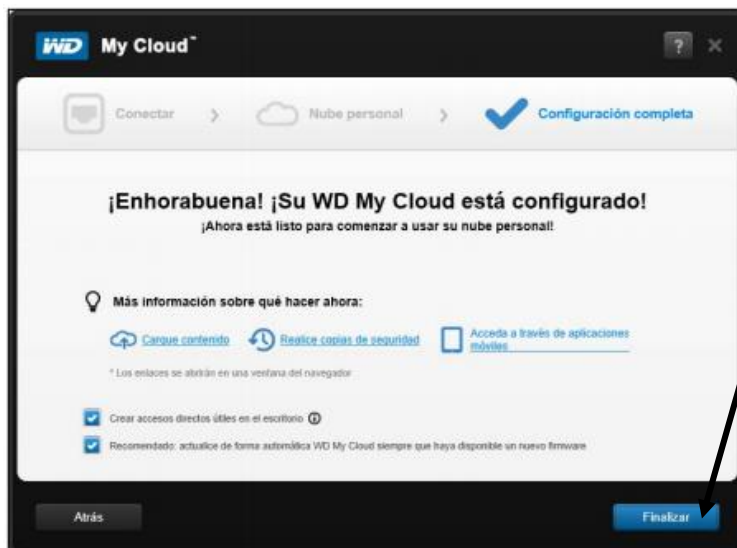 WD My Cloud™
?
Conectar > Nube personal > Configuración completa
¡Enhorabuena! ¡Su WD My Cloud está configurado!
¡Ahora está listo para comenzar a usar su nube personal!
Más información sobre qué hacer ahora:
Cargue contenido Realice copias de seguridad Acceda a través de aplicaciones
móviles
* Los enlaces se abrirán en una ventana del navegador
Crear accesos directos útiles en el escritorio
Recomendado: actualice de forma automática WD My Cloud siempre que haya disponible un nuevo firmware
Atrás Finalizar